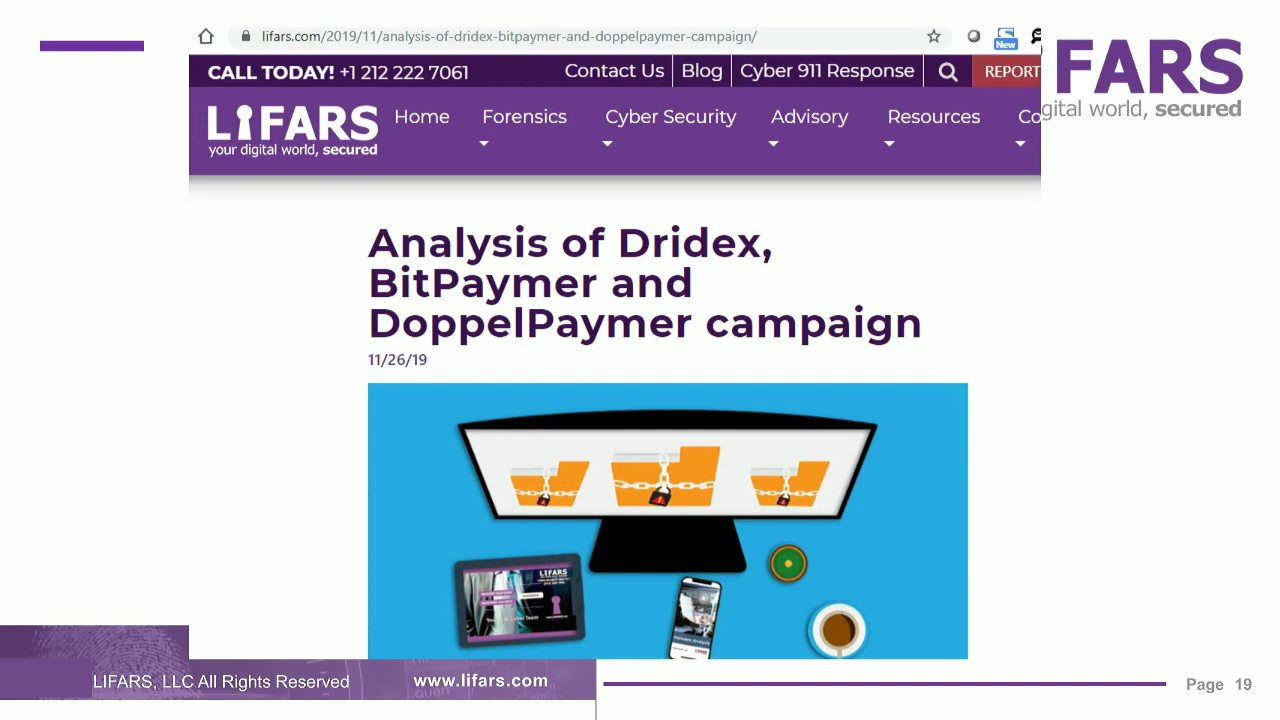 lifars.com/2019/11/analysis-of-dridex-bitpaymer-and-doppelpaymer-campaign/
New
CALL TODAY! +1 212 222 7061
Contact Us
Blog
Cyber 911 Response
REPORT
FARS
gital world, secured
LIFARS
your digital world, secured
Home
Forensics
Cyber Security
Advisory
Resources
Co
Analysis of Dridex,
BitPaymer and
DoppelPaymer campaign
11/26/19
LIFARS
Malware Analysis
LIFARS, LLC All Rights Reserved
www.lifars.com
Page 19